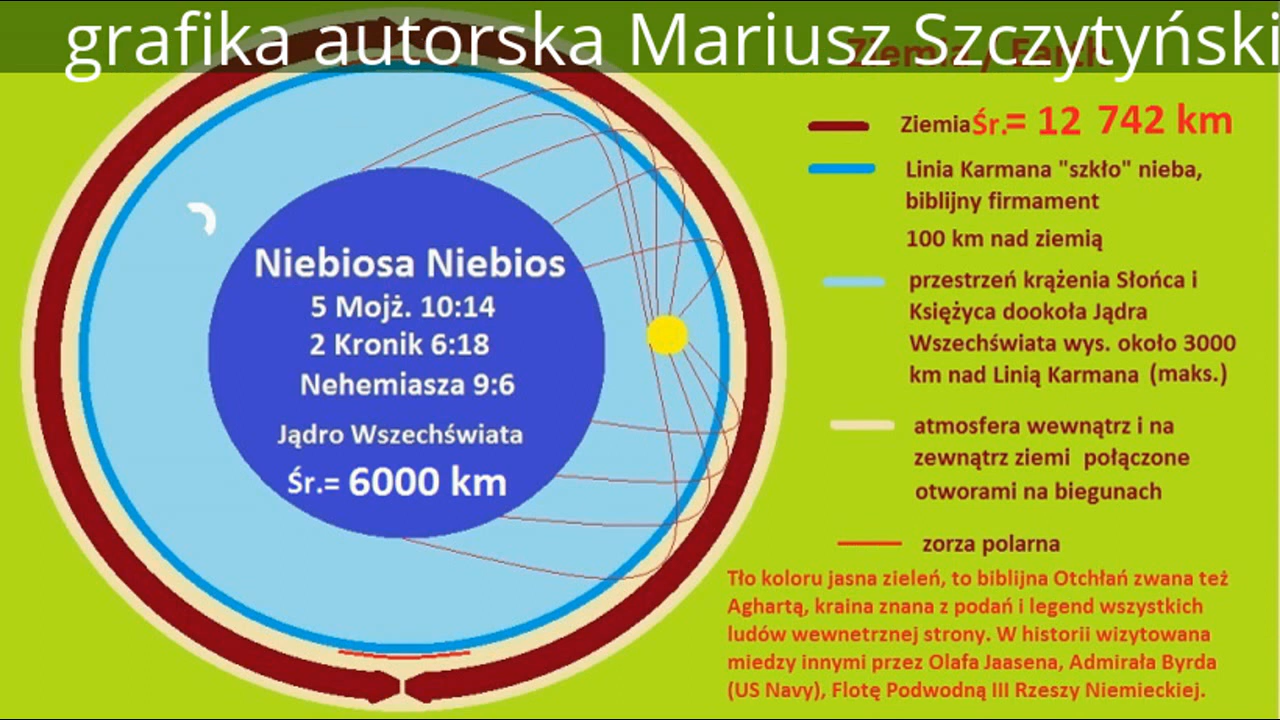 grafika autorska Mariusz Szczytyński
Ziemia / Earth
Ziemia Śr.= 12 742 km
Linia Karmana "szkło" nieba,
biblijny firmament
100 km nad ziemią
przestrzeń krążenia Słońca i
Księżyca dookoła Jądra
Wszechświata wys. około 3000
km nad Linią Karmana (maks.)
atmosfera wewnątrz i na
zewnątrz ziemi połączone
otworami na biegunach
zorza polarna
Tło koloru jasna zieleń, to biblijna Otchłań zwana też
Aghartą, kraina znana z podań i legend wszystkich
ludów wewnetrznej strony. W historii wizytowana
miedzy innymi przez Olafa Jaasena, Admirała Byrda
(US Navy), Flotę Podwodną III Rzeszy Niemieckiej.
Niebiosa Niebios
5 Mojż. 10:14
2 Kronik 6:18
Nehemiasza 9:6
Jądro Wszechświata
Śr.= 6000 km